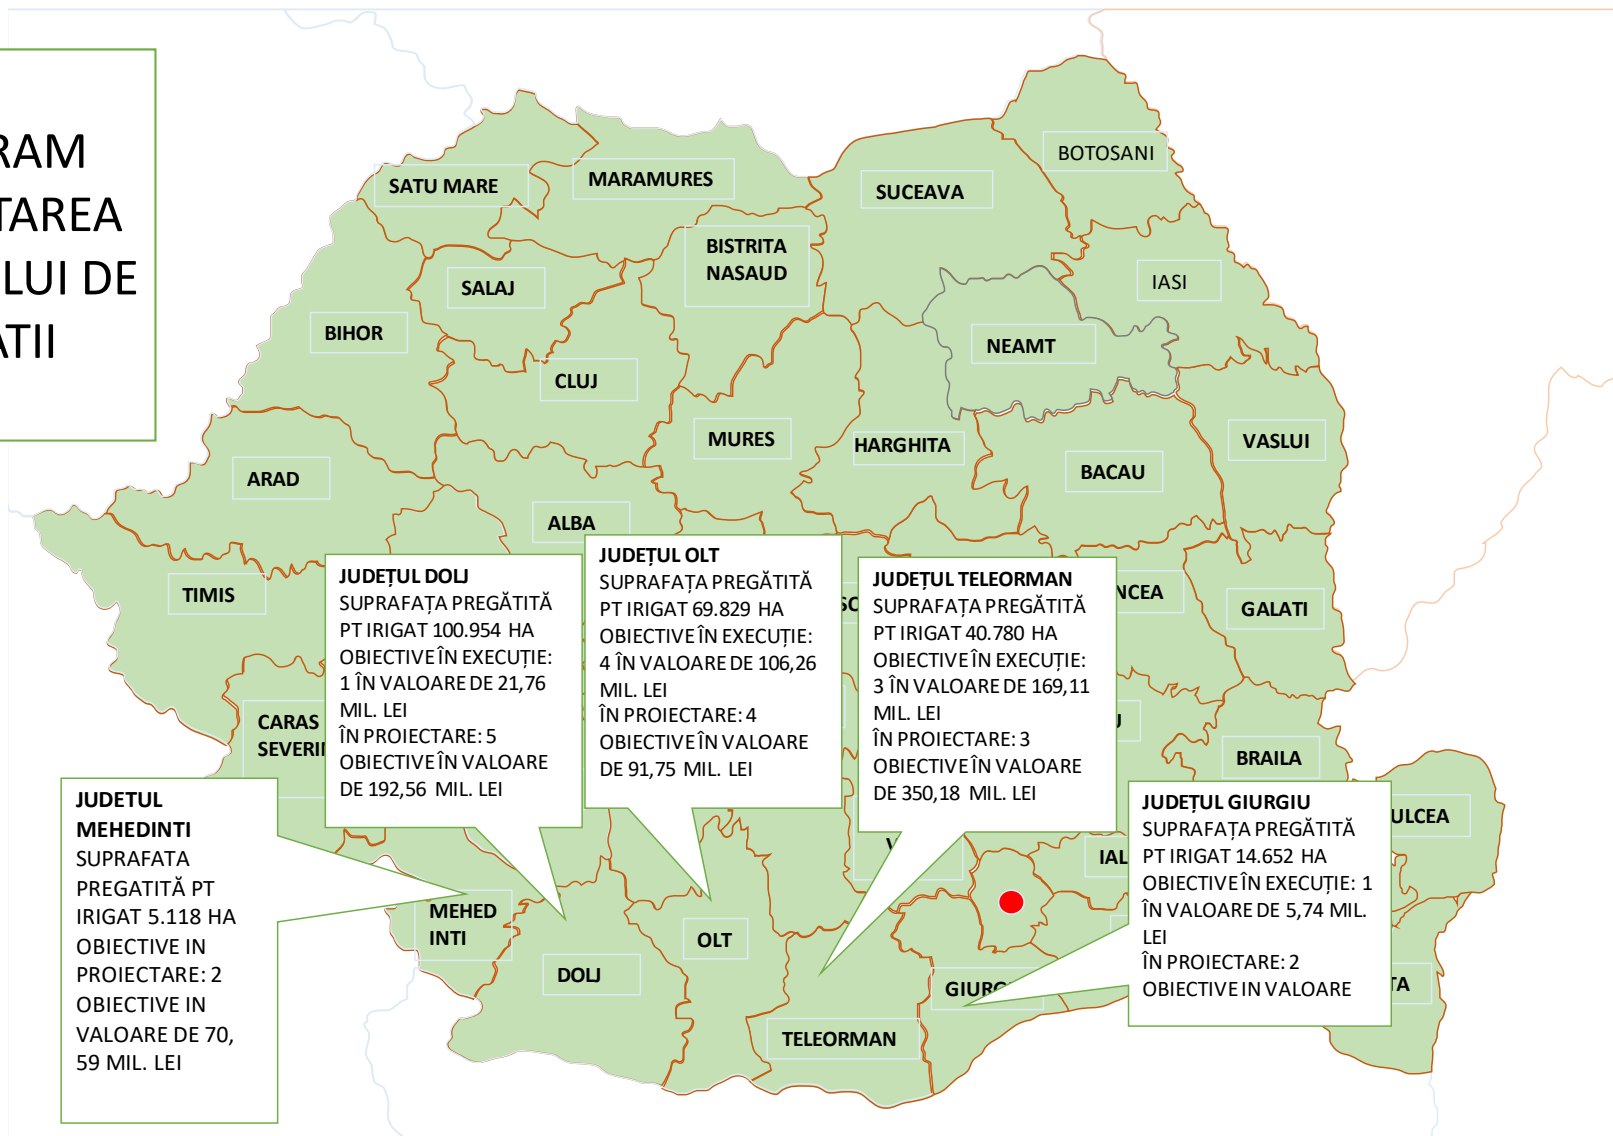 RAM
TAREA
LUI DE
ATII
SATU MARE
MARAMURES
SUCEAVA
BOTOSANI
BISTRITA
NASAUD
SALAJ
IASI
BIHOR
NEAMT
CLUJ
MURES
HARGHITA
VASLUI
BACAU
ARAD
ALBA
TIMIS
NCEA
GALATI
CARAS
SEVERI
BRAILA
ULCEA
IAL
MEHED
INTI
OLT
DOLJ
GIURG
TA
TELEORMAN
JUDETUL
MEHEDINTI
SUPRAFATA
PREGATITĂ PT
IRIGAT 5.118 HA
OBIECTIVE IN
PROIECTARE: 2
OBIECTIVE IN
VALOARE DE 70,
59 MIL. LEI
JUDEȚUL DOLJ
SUPRAFAȚA PREGĂTITĂ
PT IRIGAT 100.954 HA
OBIECTIVE ÎN EXECUȚIE:
1 ÎN VALOARE DE 21,76
MIL. LEI
ÎN PROIECTARE: 5
OBIECTIVE ÎN VALOARE
DE 192,56 MIL. LEI
JUDEȚUL OLT
SUPRAFAȚA PREGĂTITĂ
PT IRIGAT 69.829 HA
OBIECTIVE ÎN EXECUȚIE:
4 ÎN VALOARE DE 106,26
MIL. LEI
ÎN PROIECTARE: 4
OBIECTIVE ÎN VALOARE
DE 91,75 MIL. LEI
JUDEȚUL TELEORMAN
SUPRAFAȚA PREGĂTITĂ
PT IRIGAT 40.780 HA
OBIECTIVE ÎN EXECUȚIE:
3 ÎN VALOARE DE 169,11
MIL. LEI
ÎN PROIECTARE: 3
OBIECTIVE ÎN VALOARE
DE 350,18 MIL. LEI
JUDEȚUL GIURGIU
SUPRAFAȚA PREGĂTITĂ
PT IRIGAT 14.652 HA
OBIECTIVE ÎN EXECUȚIE: 1
ÎN VALOARE DE 5,74 MIL.
LEI
ÎN PROIECTARE: 2
OBIECTIVE IN VALOARE